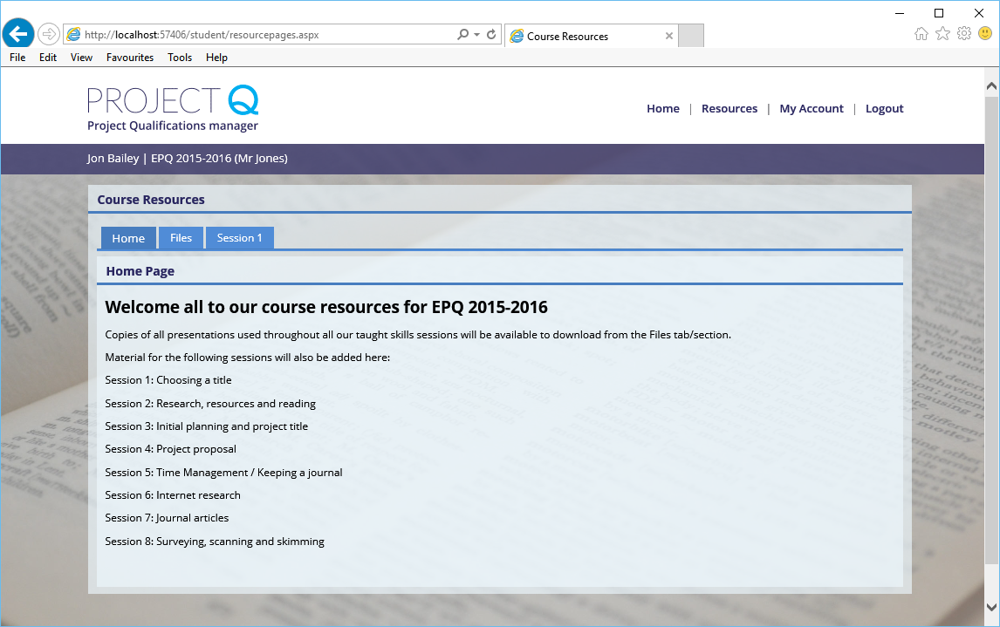 http://localhost:57406/student/resourcepages.aspx
Course Resources
File Edit View Favourites Tools Help
PROJECT Q
Project Qualifications manager
Home | Resources | My Account | Logout
Jon Bailey | EPQ 2015-2016 (Mr Jones)
Course Resources
Home Files Session 1
Home Page
Welcome all to our course resources for EPQ 2015-2016
Copies of all presentations used throughout all our taught skills sessions will be available to download from the Files tab/section.
Material for the following sessions will also be added here:
Session 1: Choosing a title
Session 2: Research, resources and reading
Session 3: Initial planning and project title
Session 4: Project proposal
Session 5: Time Management / Keeping a journal
Session 6: Internet research
Session 7: Journal articles
Session 8: Surveying, scanning and skimming